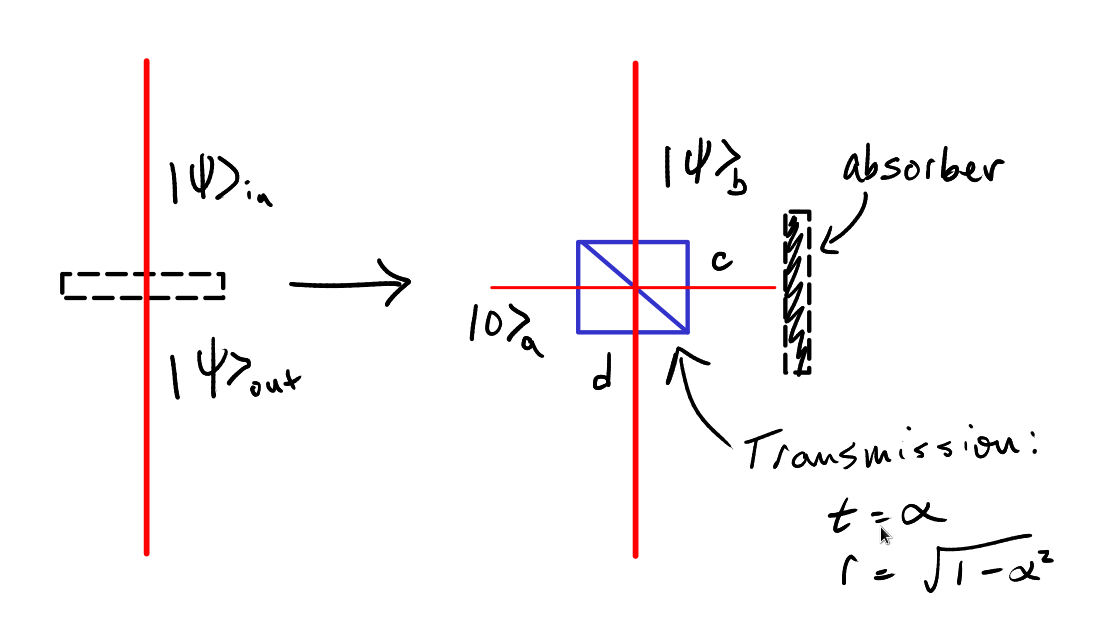 |ψ⟩in
|ψ⟩out
|ψ⟩b
absorber
c
|0⟩a
d
Transmission:
t = α
r = √1-α²